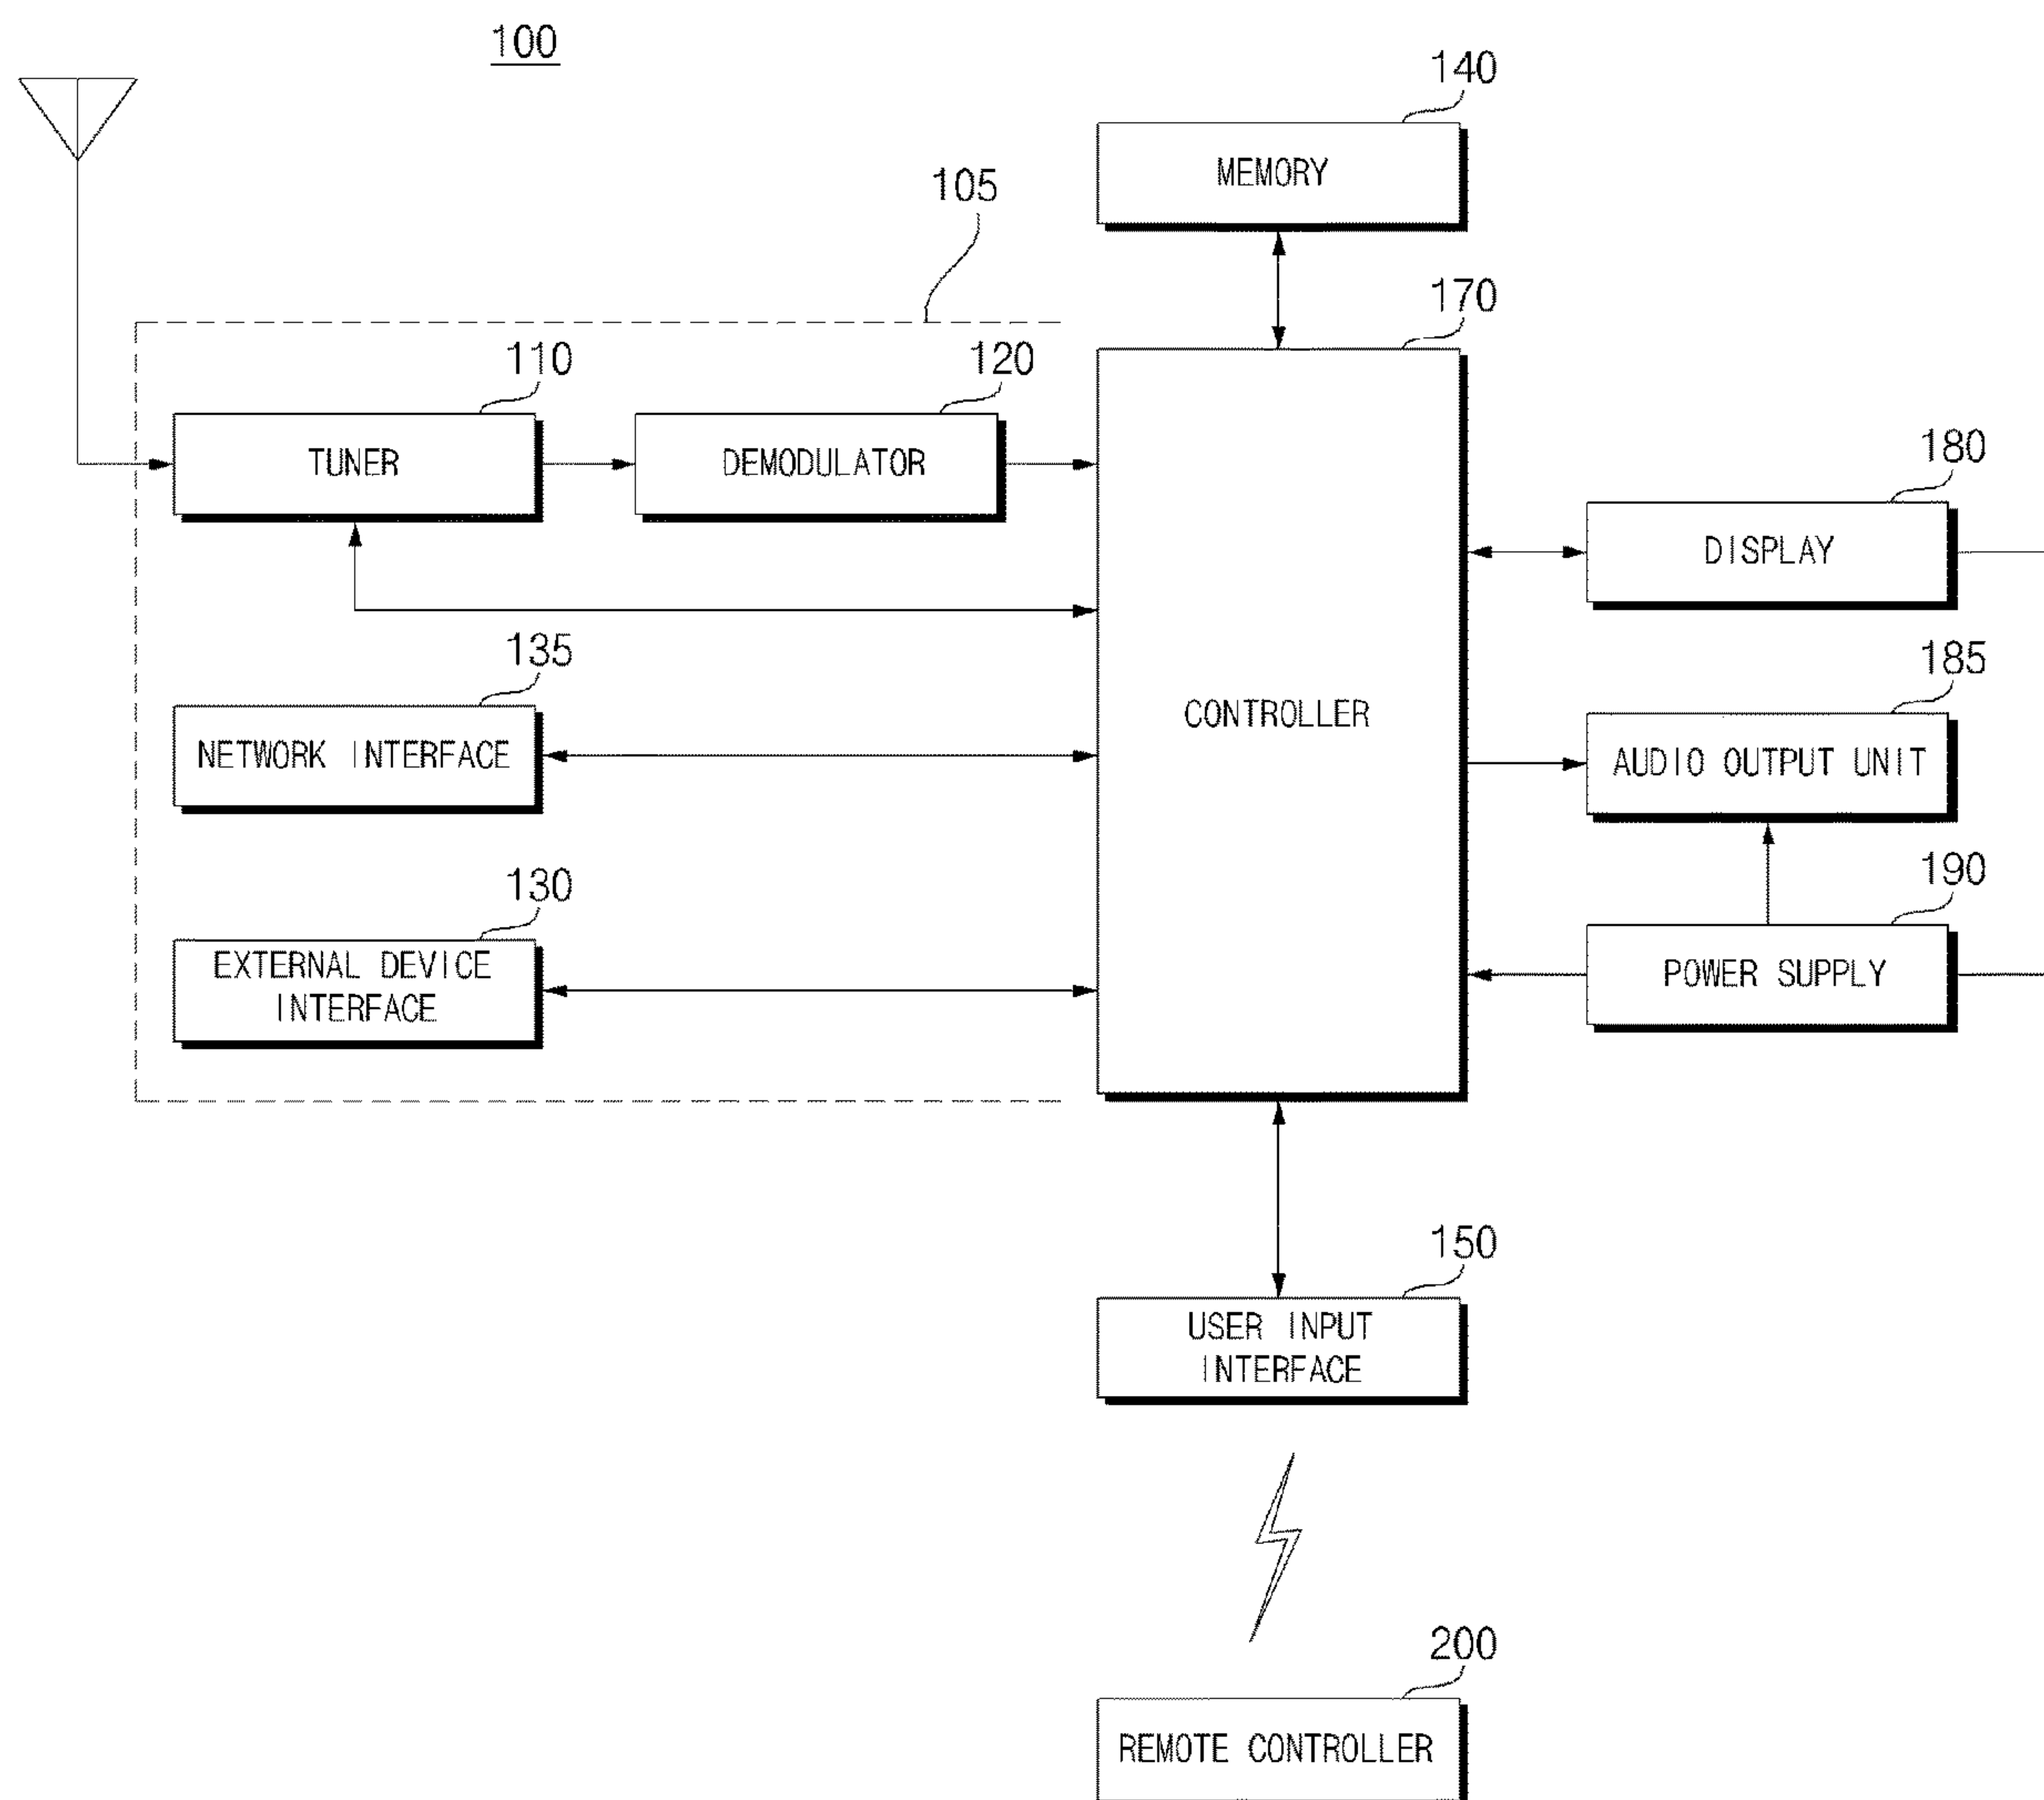 100
140
MEMORY
105
170
110
120
TUNER
DEMODULATOR
180
DISPLAY
135
NETWORK INTERFACE
CONTROLLER
185
AUDIO OUTPUT UNIT
130
EXTERNAL DEVICE
INTERFACE
190
POWER SUPPLY
150
USER INPUT
INTERFACE
200
REMOTE CONTROLLER